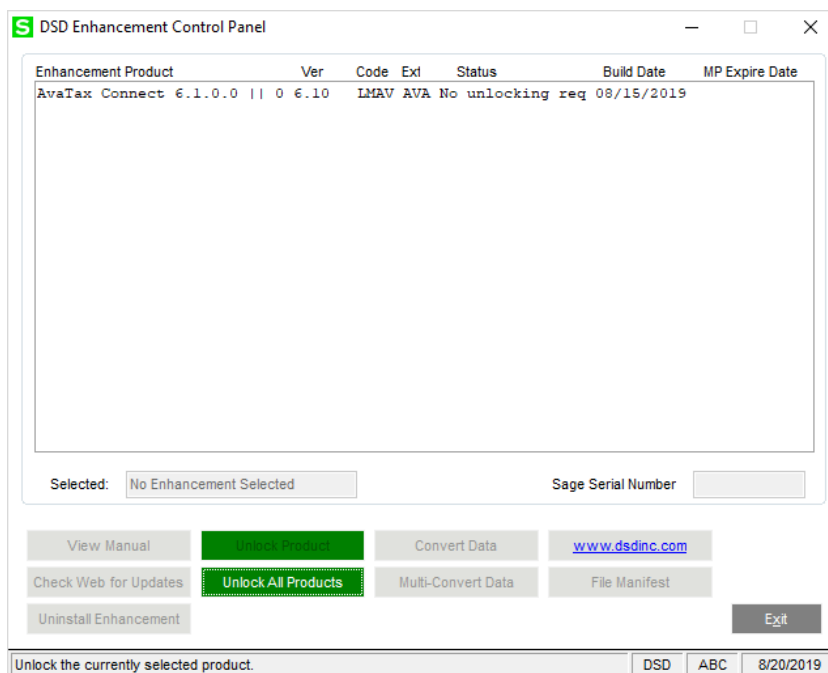 S DSD Enhancement Control Panel
Enhancement Product Ver Code Ext Status Build Date MP Expire Date
AvaTax Connect 6.1.0.0 || 0 6.10 LMAV AVA No unlocking req 08/15/2019
Selected: No Enhancement Selected Sage Serial Number
View Manual Unlock Product Convert Data www.dsdinc.com
Check Web for Updates Unlock All Products Multi-Convert Data File Manifest
Uninstall Enhancement Exit
Unlock the currently selected product. DSD ABC 8/20/2019